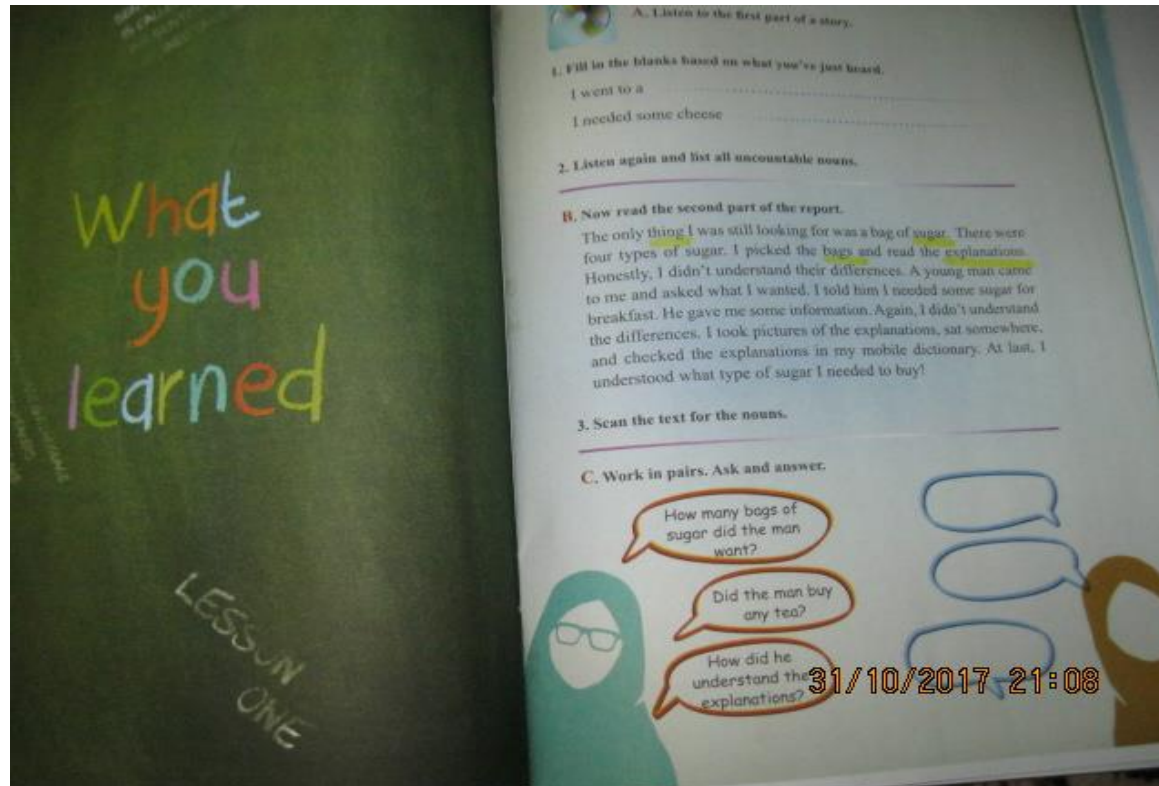 What
you
learned
LESSON
ONE
A. Listen to the first part of a story.
1. Fill in the blanks based on what you've just heard.
I went to a
I needed some cheese
2. Listen again and list all uncountable nouns.
B. Now read the second part of the report.
The only thing I was still looking for was a bag of sugar. There were
four types of sugar. I picked the bags and read the explanations.
Honestly, I didn't understand their differences. A young man came
to me and asked what I wanted. I told him I needed some sugar for
breakfast. He gave me some information. Again, I didn't understand
the differences. I took pictures of the explanations, sat somewhere,
and checked the explanations in my mobile dictionary. At last, I
understood what type of sugar I needed to buy!
3. Scan the text for the nouns.
C. Work in pairs. Ask and answer.
How many bags of
sugar did the man
want?
Did the man buy
any tea?
How did he
understand the
explanations?
31/10/2017 21:08